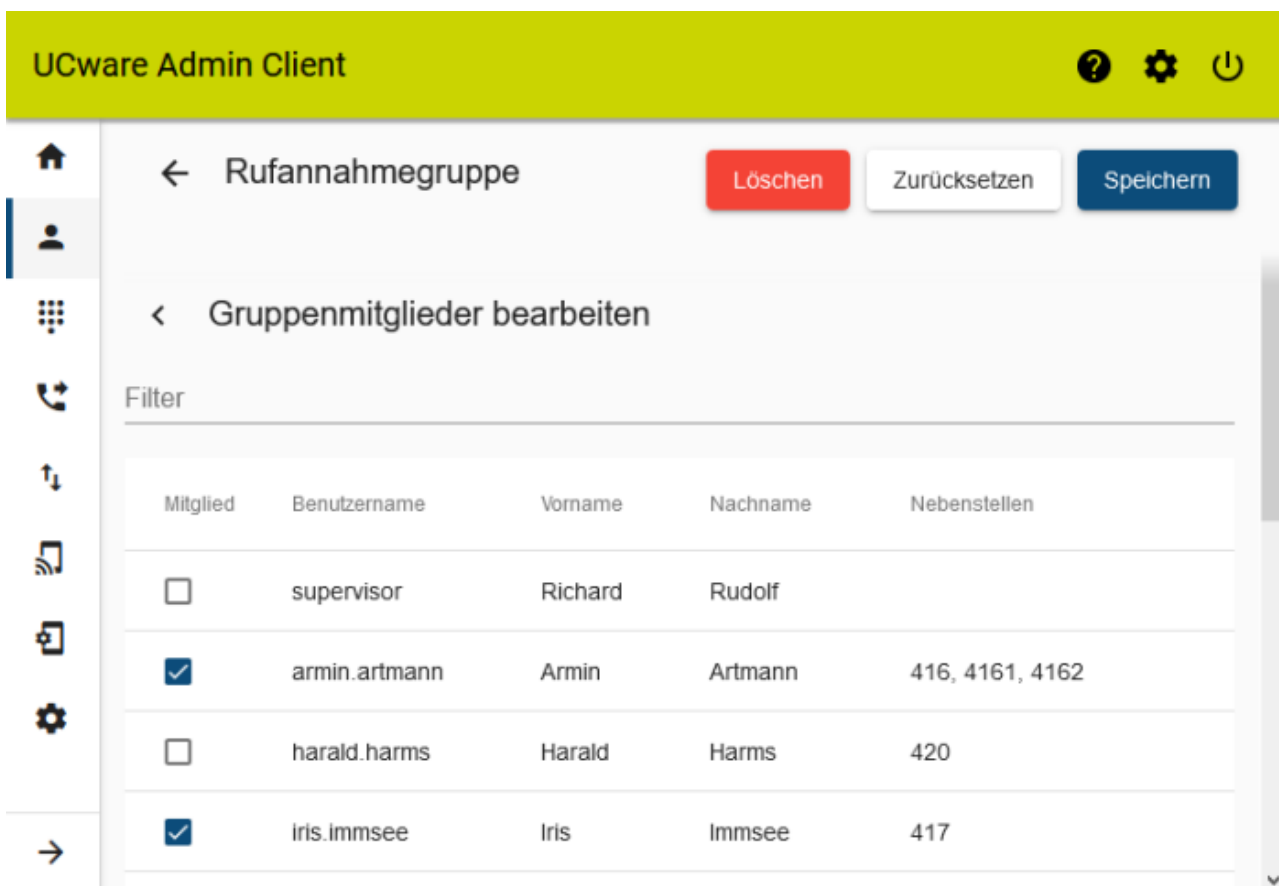 UCware Admin Client
Rufannahmegruppe Löschen Zurücksetzen Speichern
Gruppenmitglieder bearbeiten
Filter
Mitglied Benutzername Vorname Nachname Nebenstellen
supervisor Richard Rudolf
armin.artmann Armin Artmann 416, 4161, 4162
harald.harms Harald Harms 420
iris.immsee Iris Immsee 417